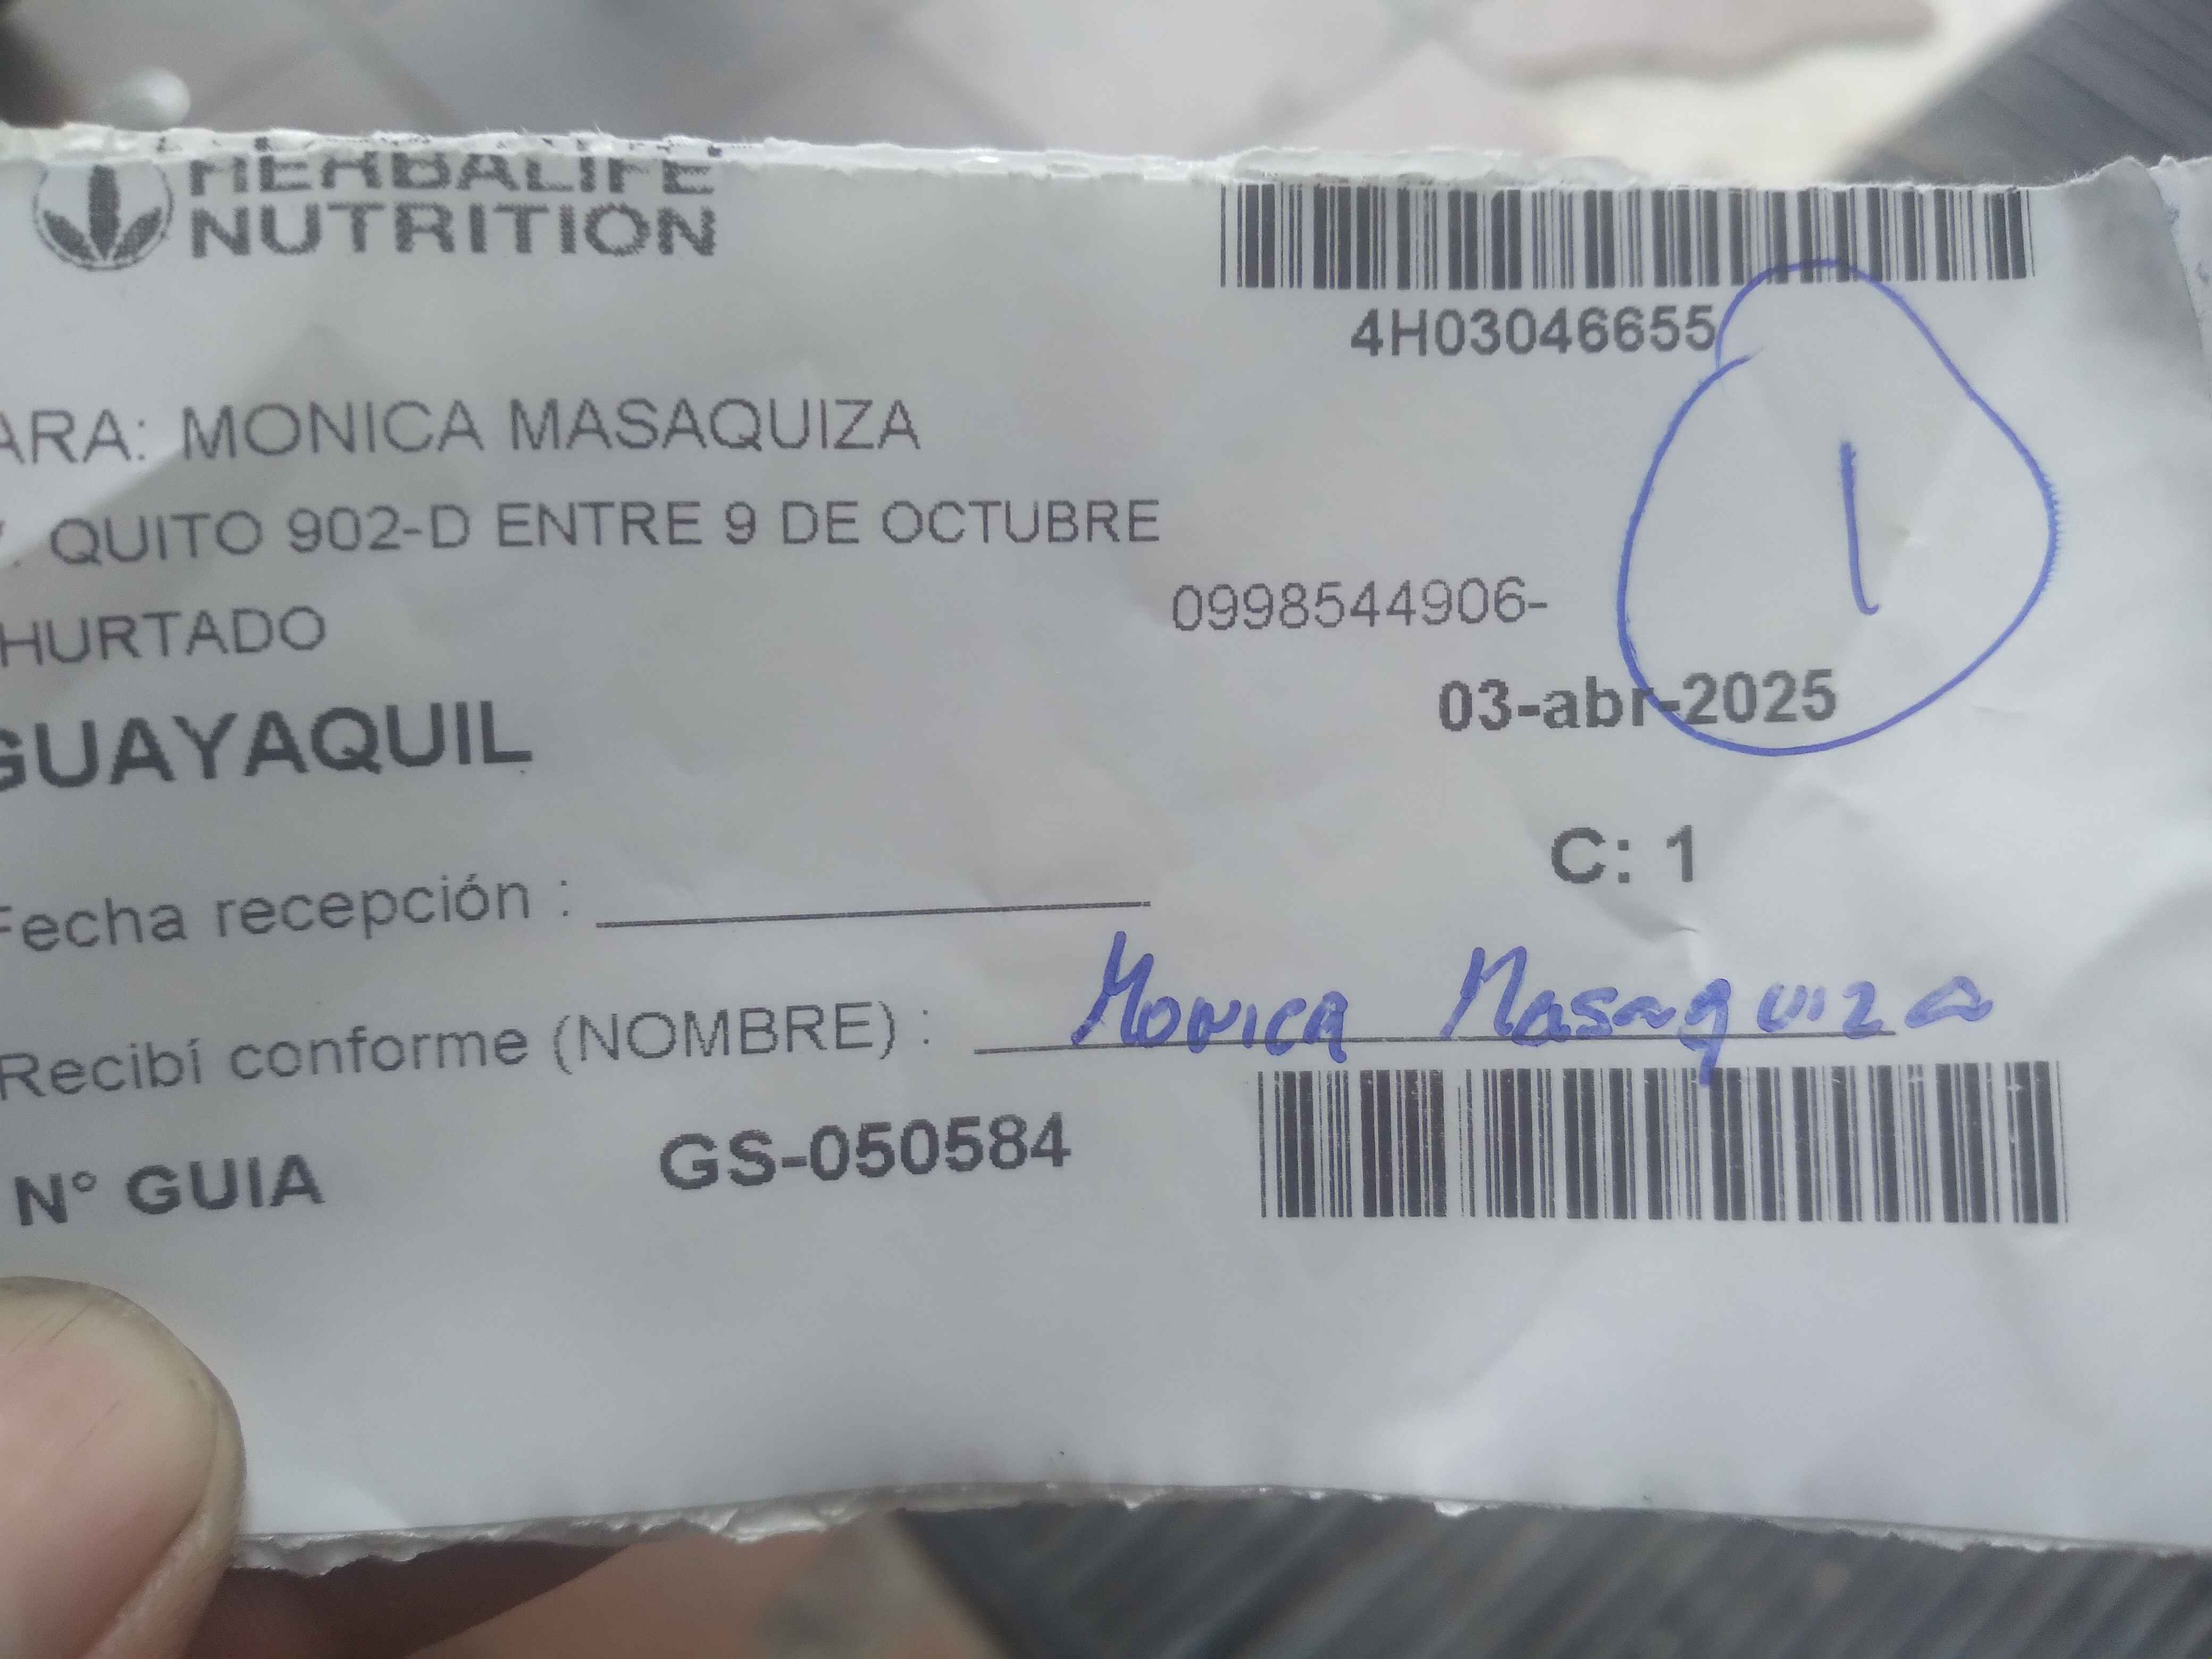 HERBALIFE
NUTRITION
4H03046655
ARA: MONICA MASAQUIZA
. QUITO 902-D ENTRE 9 DE OCTUBRE
HURTADO
0998544906-
1
GUAYAQUIL
03-abr-2025
C: 1
Fecha recepción :
Recibí conforme (NOMBRE) : Monica Masaquiza
N° GUIA GS-050584